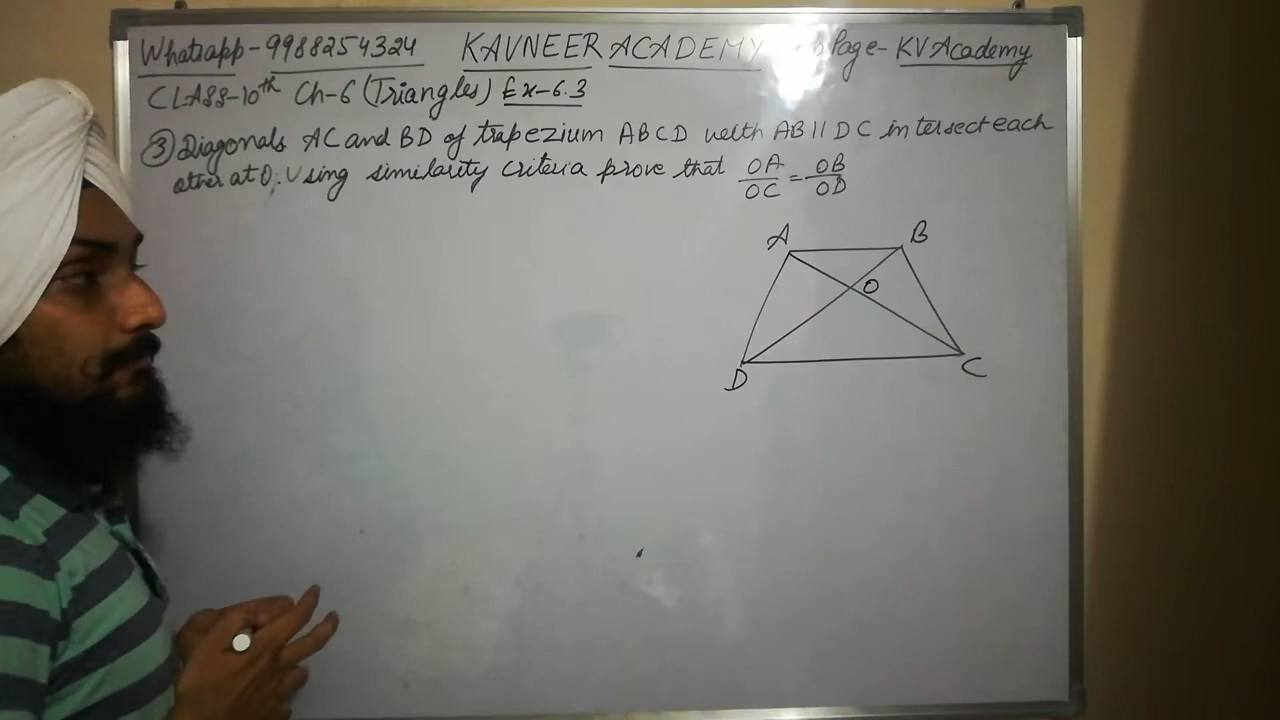 Whatsapp-9988254324 KAVNEER ACADEMY Page- KV Academy
CLASS-10th Ch-6 (Triangles) Ex-6.3
③ Diagonals AC and BD of trapezium ABCD with AB || DC intersect each
other at O. Using similarity criteria prove that OA/OC = OB/OD
A B
O
D C